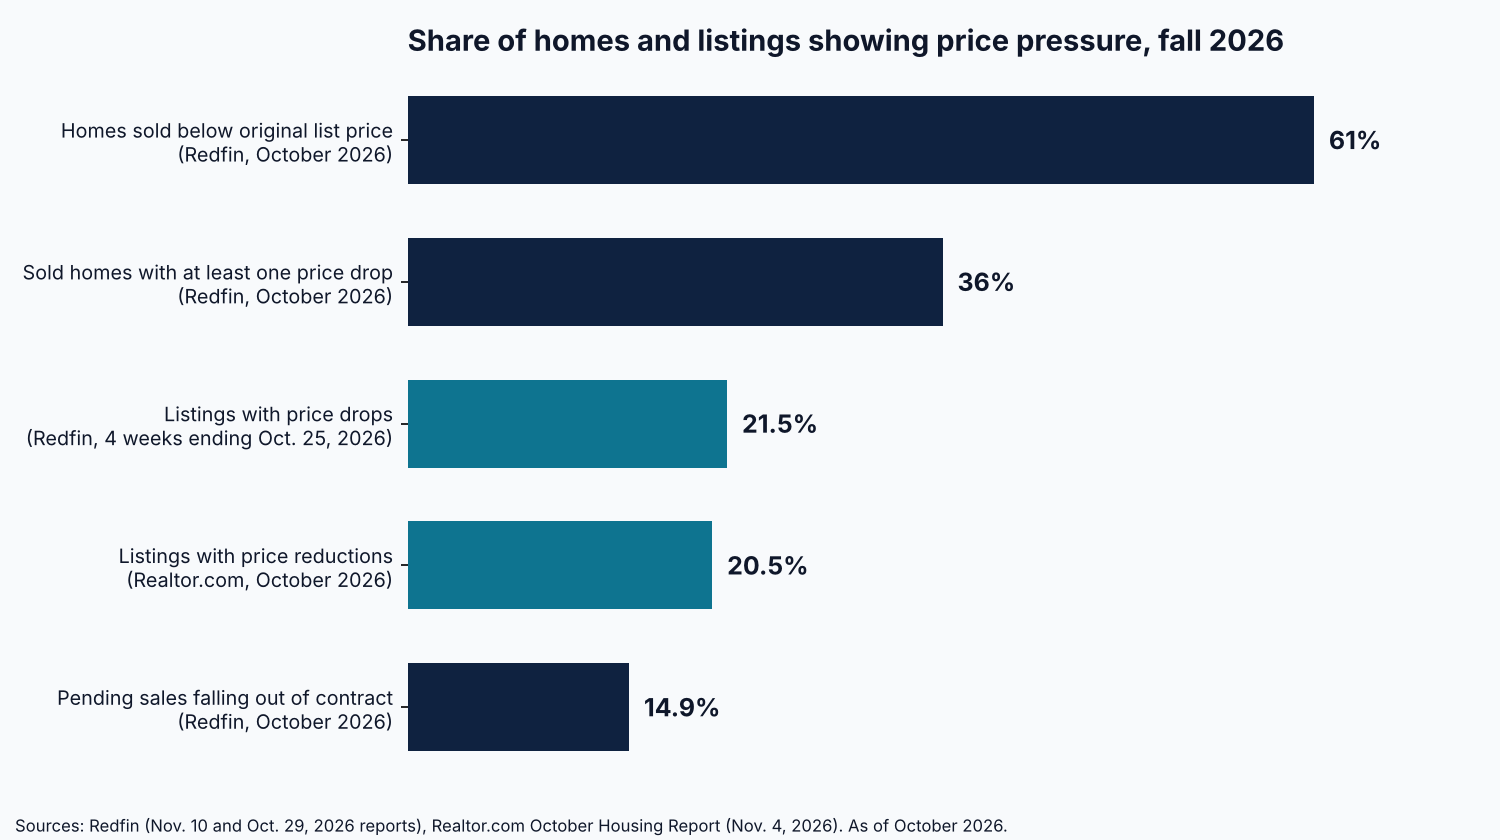 Share of homes and listings showing price pressure, fall 2026
Homes sold below original list price
(Redfin, October 2026)
61%
Sold homes with at least one price drop
(Redfin, October 2026)
36%
Listings with price drops
(Redfin, 4 weeks ending Oct. 25, 2026)
21.5%
Listings with price reductions
(Realtor.com, October 2026)
20.5%
Pending sales falling out of contract
(Redfin, October 2026)
14.9%
Sources: Redfin (Nov. 10 and Oct. 29, 2026 reports), Realtor.com October Housing Report (Nov. 4, 2026). As of October 2026.